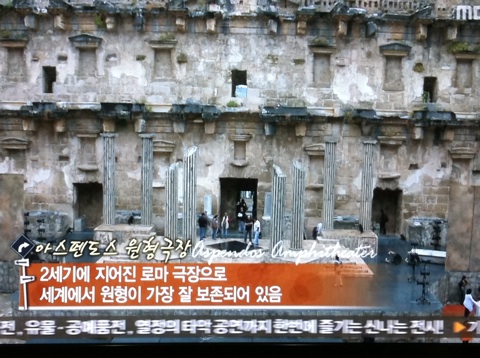 MBC
아스펜도스 원형극장 Aspendos Amphitheater
2세기에 지어진 로마 극장으로
세계에서 원형이 가장 잘 보존되어 있음
전. 유물-공예품전. 열정의 타악 공연까지 한번에 즐기는 신나는 전시!